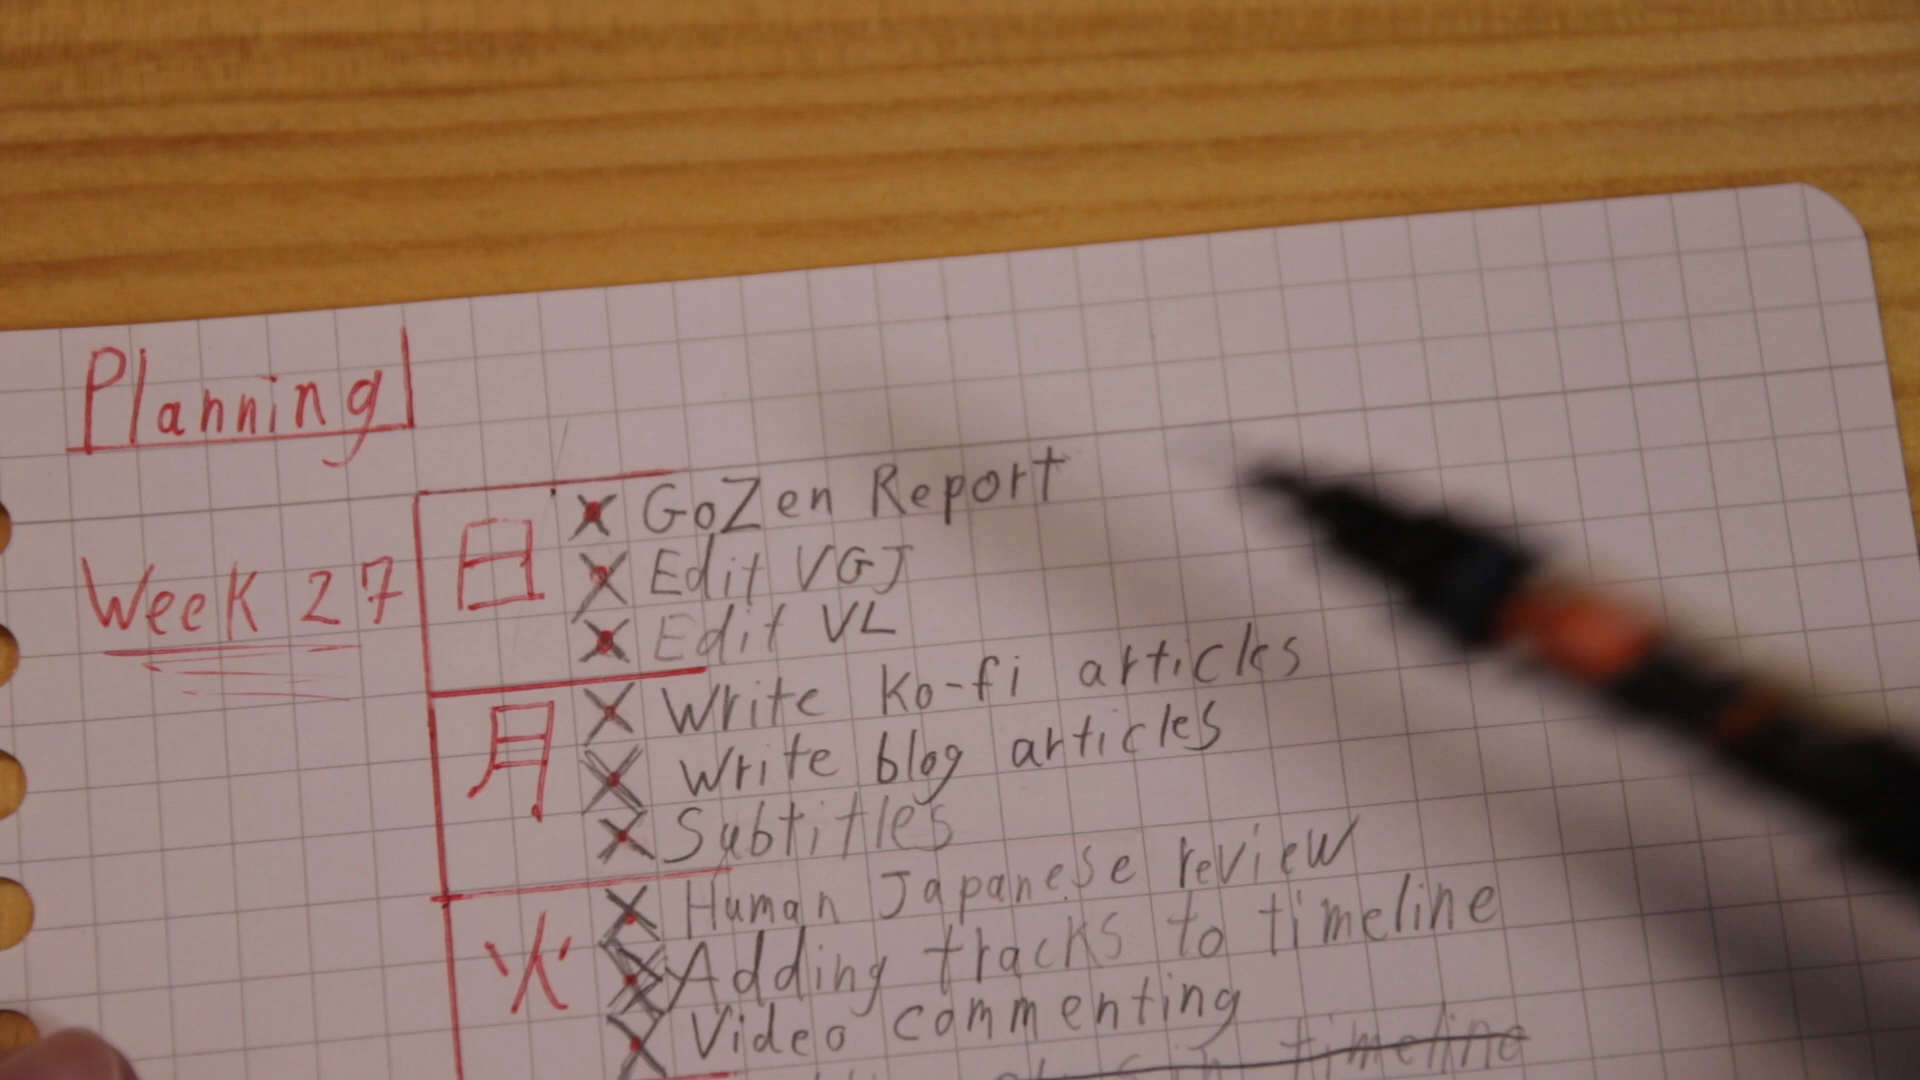 Planning
Week 27
日
GoZen Report
Edit VGJ
Edit VL
月
Write Ko-fi articles
Write blog articles
Subtitles
火
Human Japanese review
Adding tracks to timeline
Video commenting
timeline